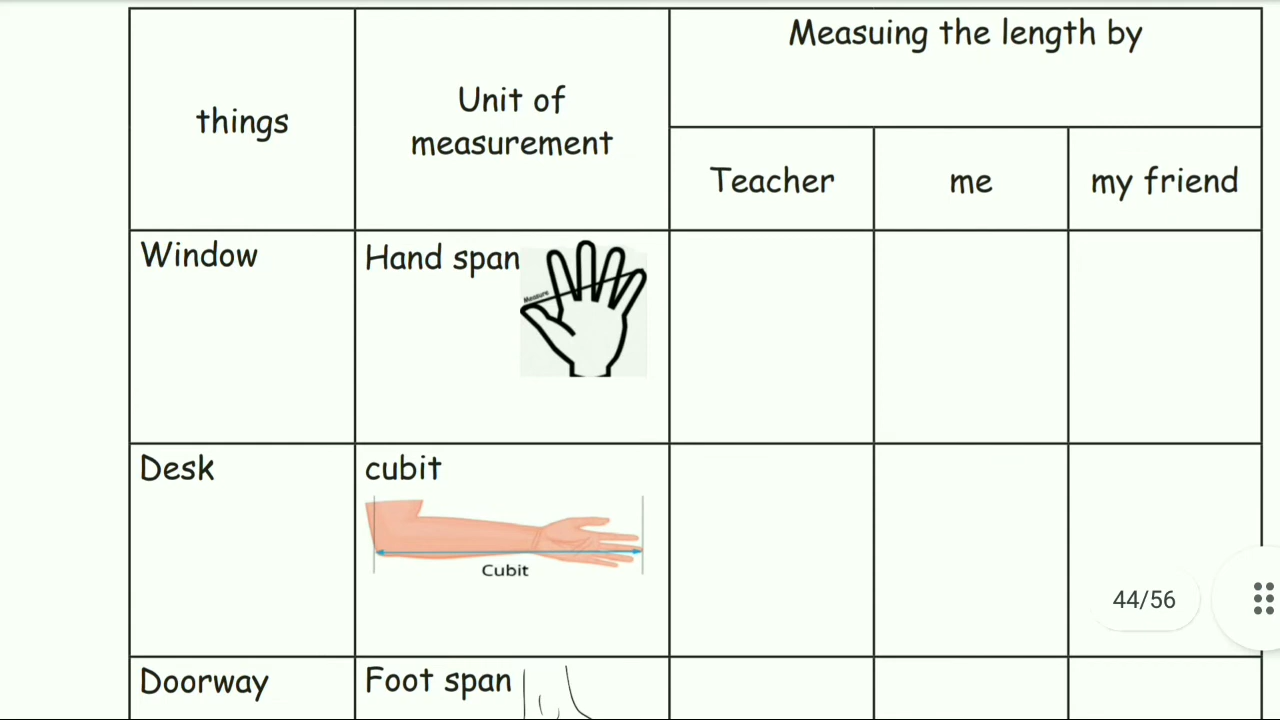 Measuing the length by
things
Unit of
measurement
Teacher
me
my friend
Window
Hand span
Measure
Desk
cubit
Cubit
44/56
Doorway
Foot span